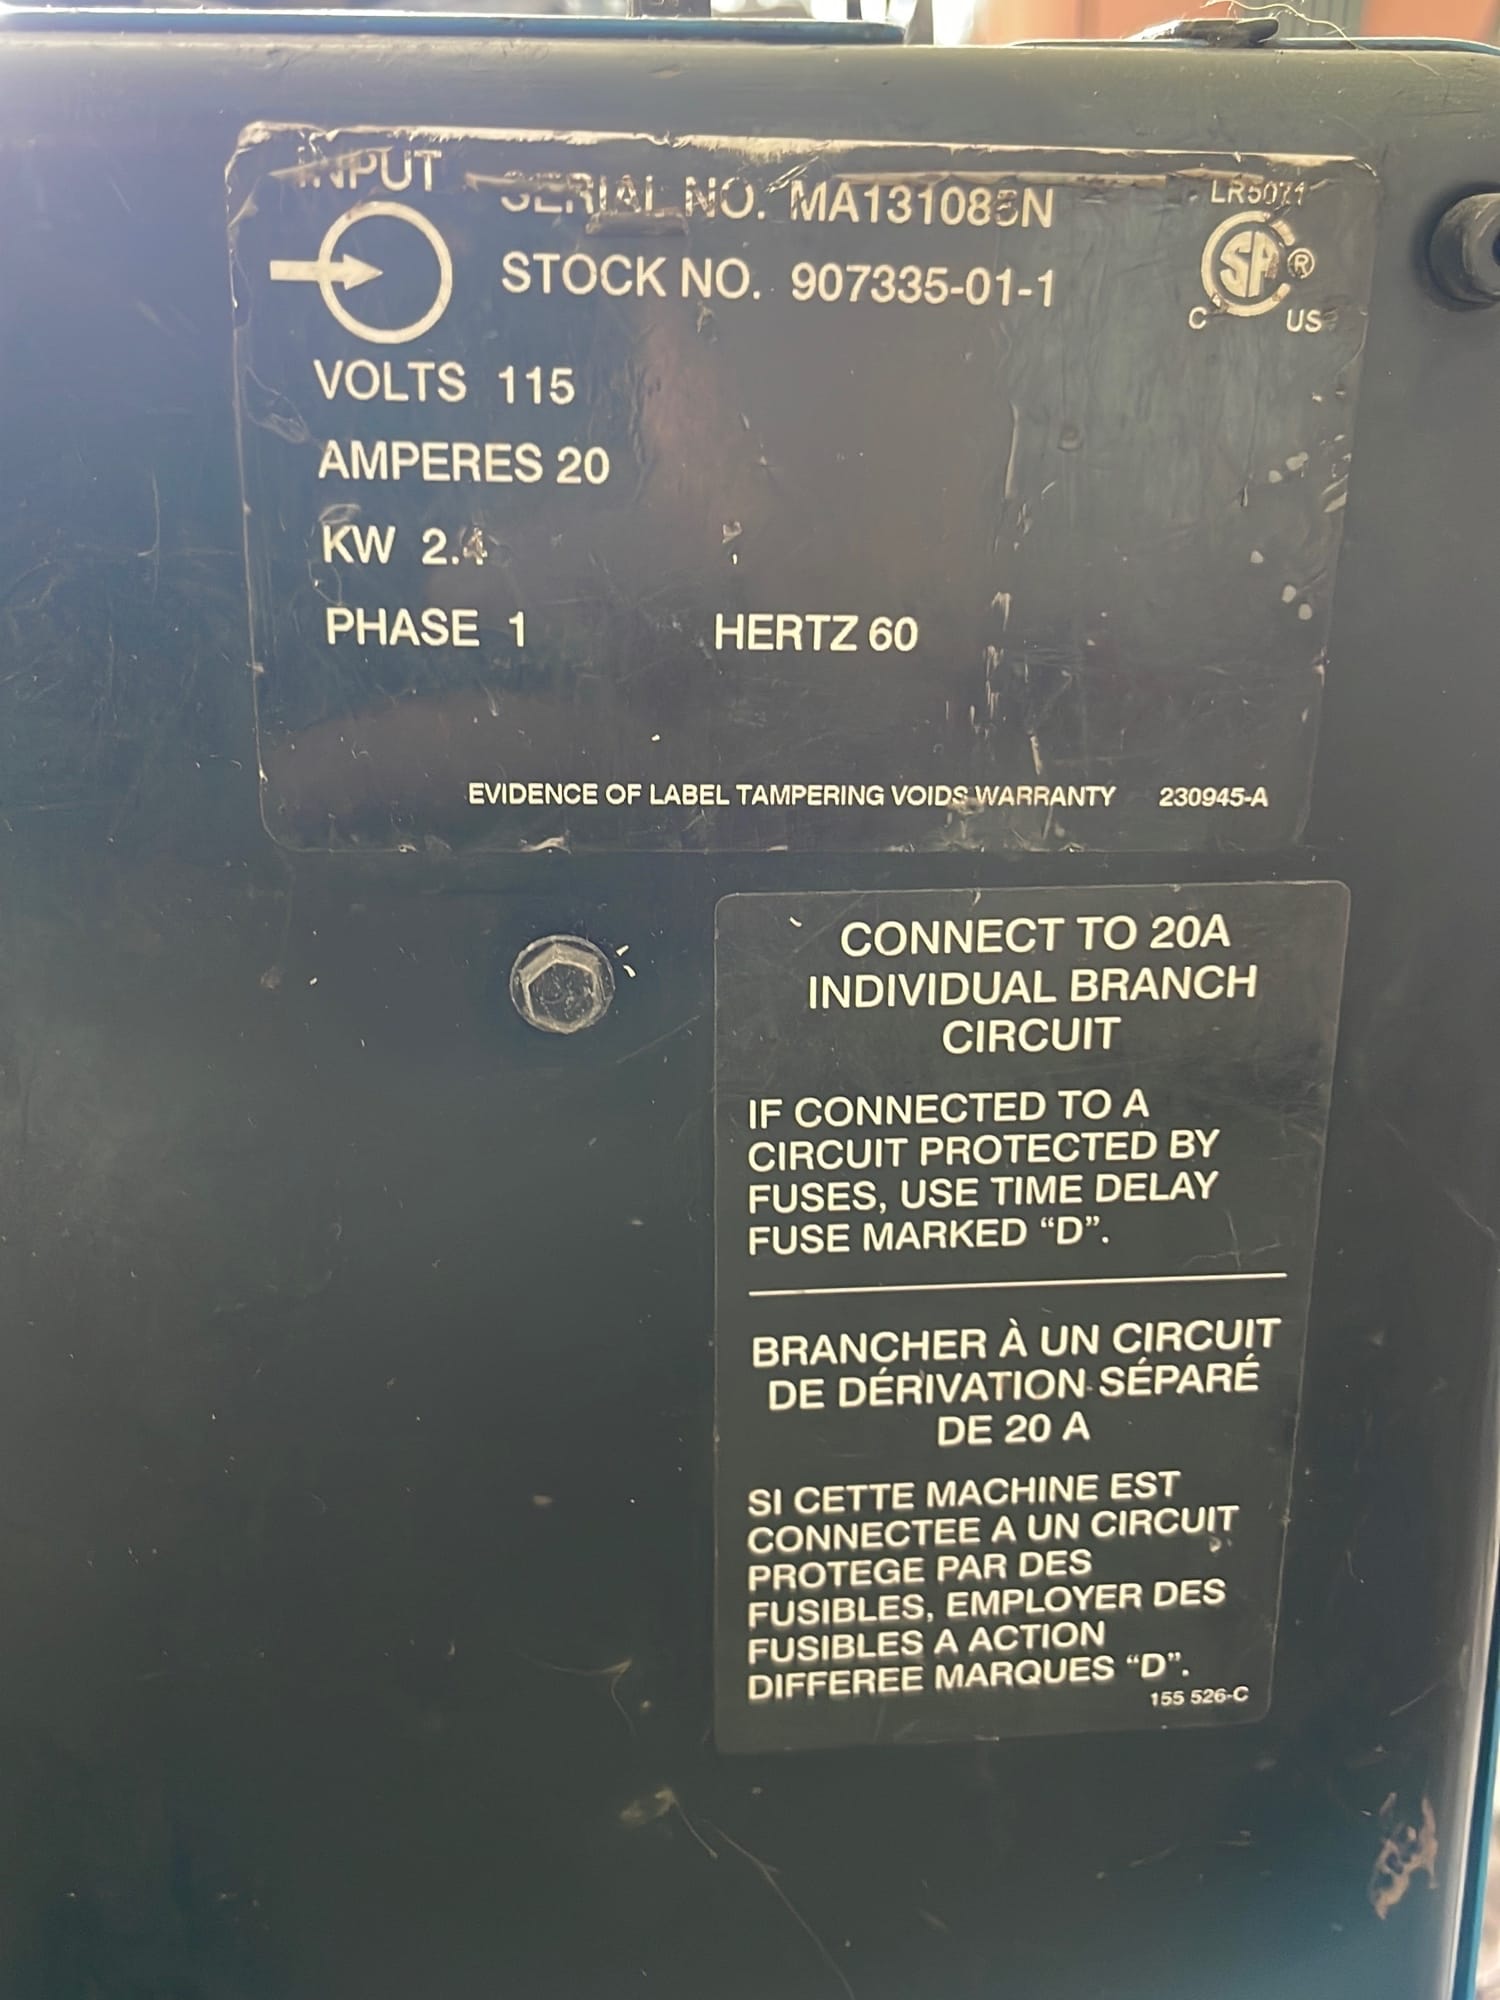 INPUT
SERIAL NO. MA131085N
LR5071
STOCK NO. 907335-01-1
SA ®
C US
VOLTS 115
AMPERES 20
KW 2.4
PHASE 1 HERTZ 60
EVIDENCE OF LABEL TAMPERING VOIDS WARRANTY 230945-A
CONNECT TO 20A
INDIVIDUAL BRANCH
CIRCUIT
IF CONNECTED TO A
CIRCUIT PROTECTED BY
FUSES, USE TIME DELAY
FUSE MARKED “D”.
BRANCHER À UN CIRCUIT
DE DÉRIVATION SÉPARÉ
DE 20 A
SI CETTE MACHINE EST
CONNECTEE A UN CIRCUIT
PROTEGE PAR DES
FUSIBLES, EMPLOYER DES
FUSIBLES A ACTION
DIFFEREE MARQUES “D”.
155 526-C